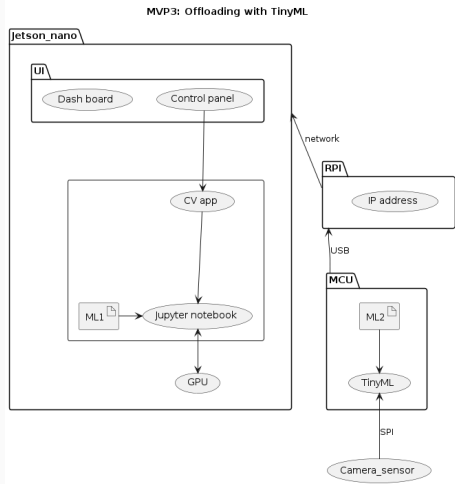 MVP3: Offloading with TinyML
Jetson_nano
UI
Dash board
Control panel
network
RPI
IP address
CV app
USB
MCU
ML1
Jupyter notebook
ML2
GPU
TinyML
SPI
Camera_sensor